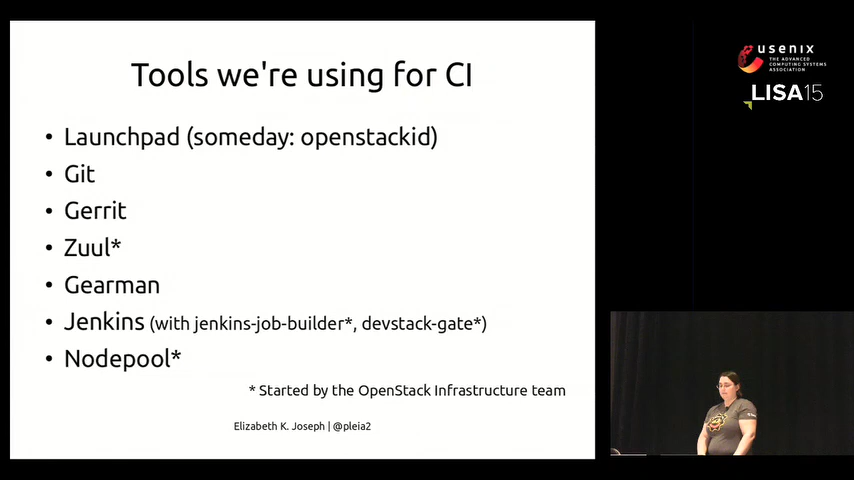 Tools we're using for CI
• Launchpad (someday: openstackid)
• Git
• Gerrit
• Zuul*
• Gearman
• Jenkins (with jenkins-job-builder*, devstack-gate*)
• Nodepool*
* Started by the OpenStack Infrastructure team
Elizabeth K. Joseph | @pleia2
usenix
THE ADVANCED
COMPUTING SYSTEMS
ASSOCIATION
LISA15